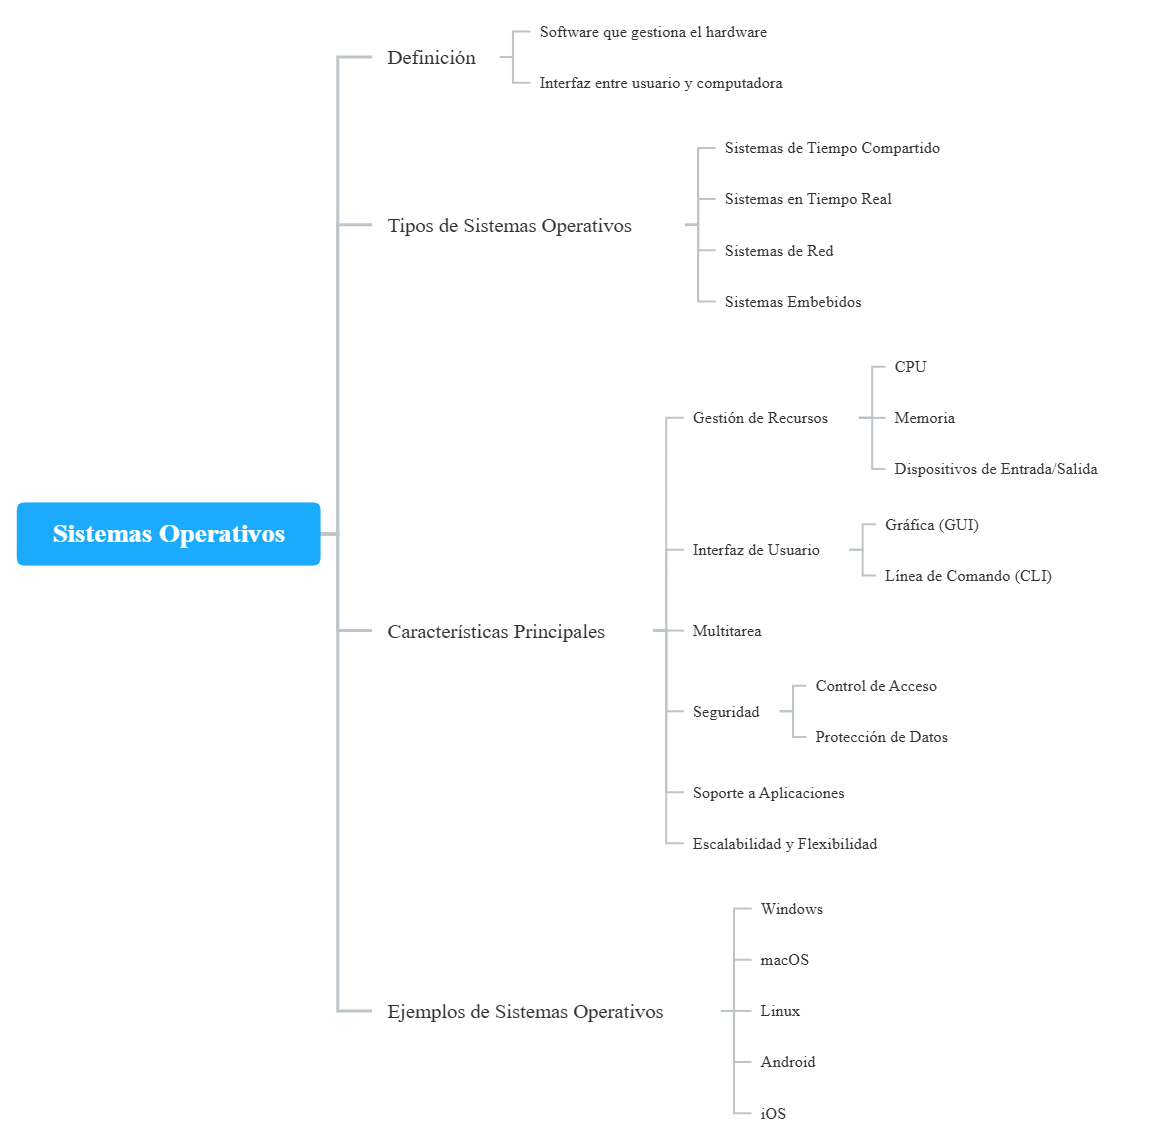 Sistemas Operativos
Definición
Software que gestiona el hardware
Interfaz entre usuario y computadora
Tipos de Sistemas Operativos
Sistemas de Tiempo Compartido
Sistemas en Tiempo Real
Sistemas de Red
Sistemas Embebidos
Características Principales
Gestión de Recursos
CPU
Memoria
Dispositivos de Entrada/Salida
Interfaz de Usuario
Gráfica (GUI)
Línea de Comando (CLI)
Multitarea
Seguridad
Control de Acceso
Protección de Datos
Soporte a Aplicaciones
Escalabilidad y Flexibilidad
Ejemplos de Sistemas Operativos
Windows
macOS
Linux
Android
iOS